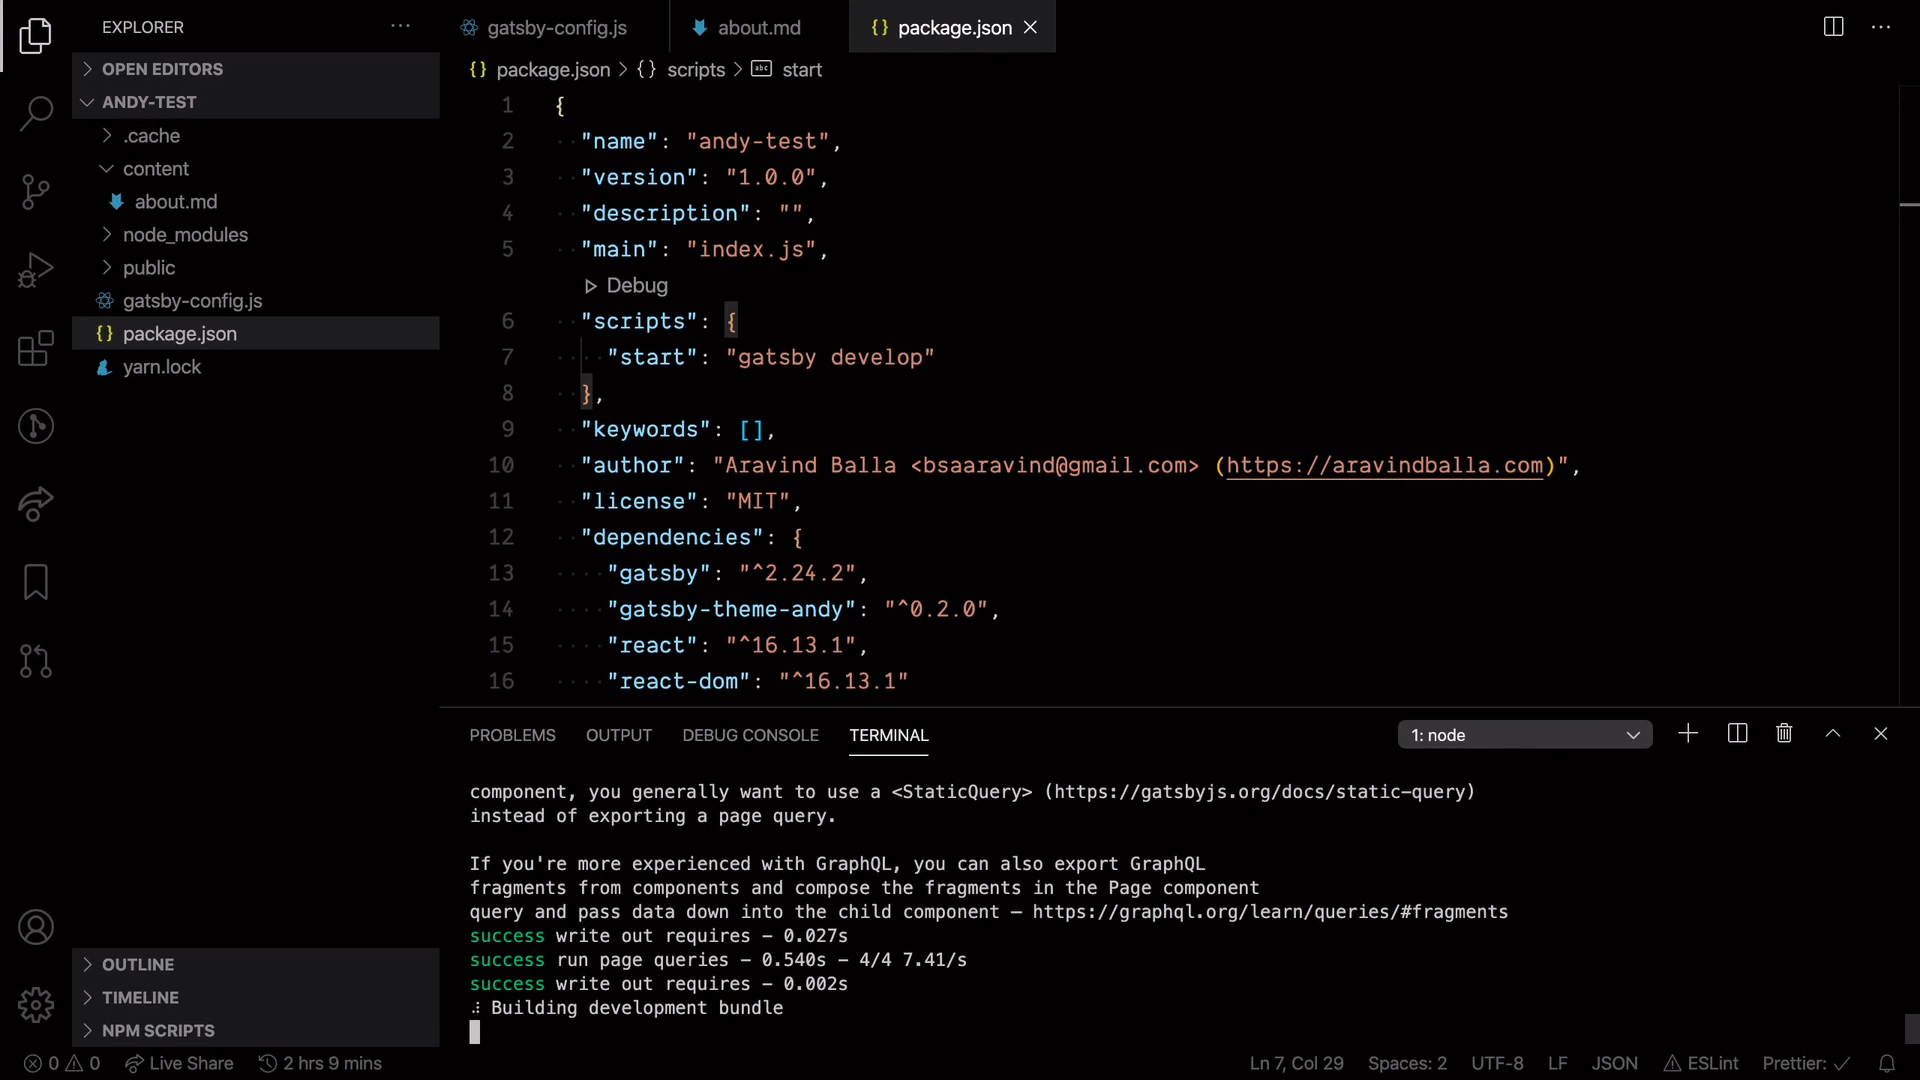 EXPLORER
OPEN EDITORS
ANDY-TEST
.cache
content
about.md
node_modules
public
gatsby-config.js
package.json
yarn.lock
OUTLINE
TIMELINE
NPM SCRIPTS
gatsby-config.js about.md {} package.json
{} package.json > {} scripts > abc start
1 {
2 "name": "andy-test",
3 "version": "1.0.0",
4 "description": "",
5 "main": "index.js",
Debug
6 "scripts": {
7 "start": "gatsby develop"
8 },
9 "keywords": [],
10 "author": "Aravind Balla <bsaaravind@gmail.com> (https://aravindballa.com)",
11 "license": "MIT",
12 "dependencies": {
13 "gatsby": "^2.24.2",
14 "gatsby-theme-andy": "^0.2.0",
15 "react": "^16.13.1",
16 "react-dom": "^16.13.1"
PROBLEMS OUTPUT DEBUG CONSOLE TERMINAL 1: node
component, you generally want to use a <StaticQuery> (https://gatsbyjs.org/docs/static-query)
instead of exporting a page query.
If you're more experienced with GraphQL, you can also export GraphQL
fragments from components and compose the fragments in the Page component
query and pass data down into the child component – https://graphql.org/learn/queries/#fragments
success write out requires – 0.027s
success run page queries – 0.540s – 4/4 7.41/s
success write out requires – 0.002s
Building development bundle
0 0 Live Share 2 hrs 9 mins Ln 7, Col 29 Spaces: 2 UTF-8 LF JSON ESLint Prettier: ✓